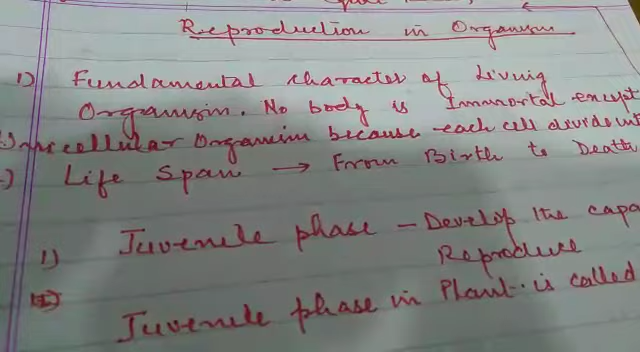 Reproduction in Organism
1) Fundamental character of Living
Organism. No body is Immortal except
unicellular Organism because each cell divide into
2) Life Span → From Birth to Death
1) Juvenile phase - Develop the capa
Reproduce
Juvenile phase in Plant is called